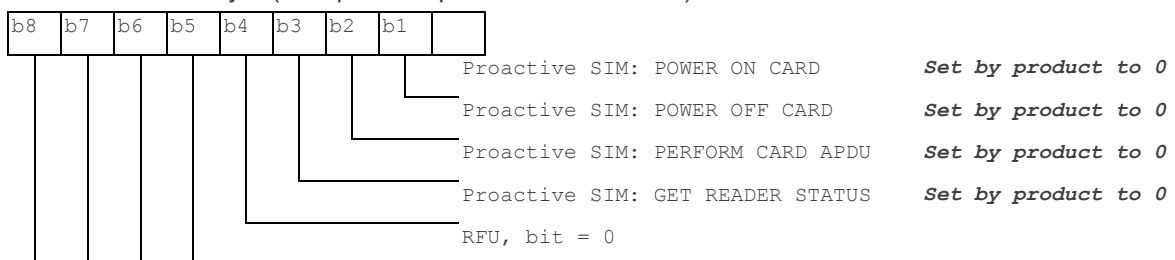 b8 b7 b6 b5 b4 b3 b2 b1
Proactive SIM: POWER ON CARD Set by product to 0
Proactive SIM: POWER OFF CARD Set by product to 0
Proactive SIM: PERFORM CARD APDU Set by product to 0
Proactive SIM: GET READER STATUS Set by product to 0
RFU, bit = 0